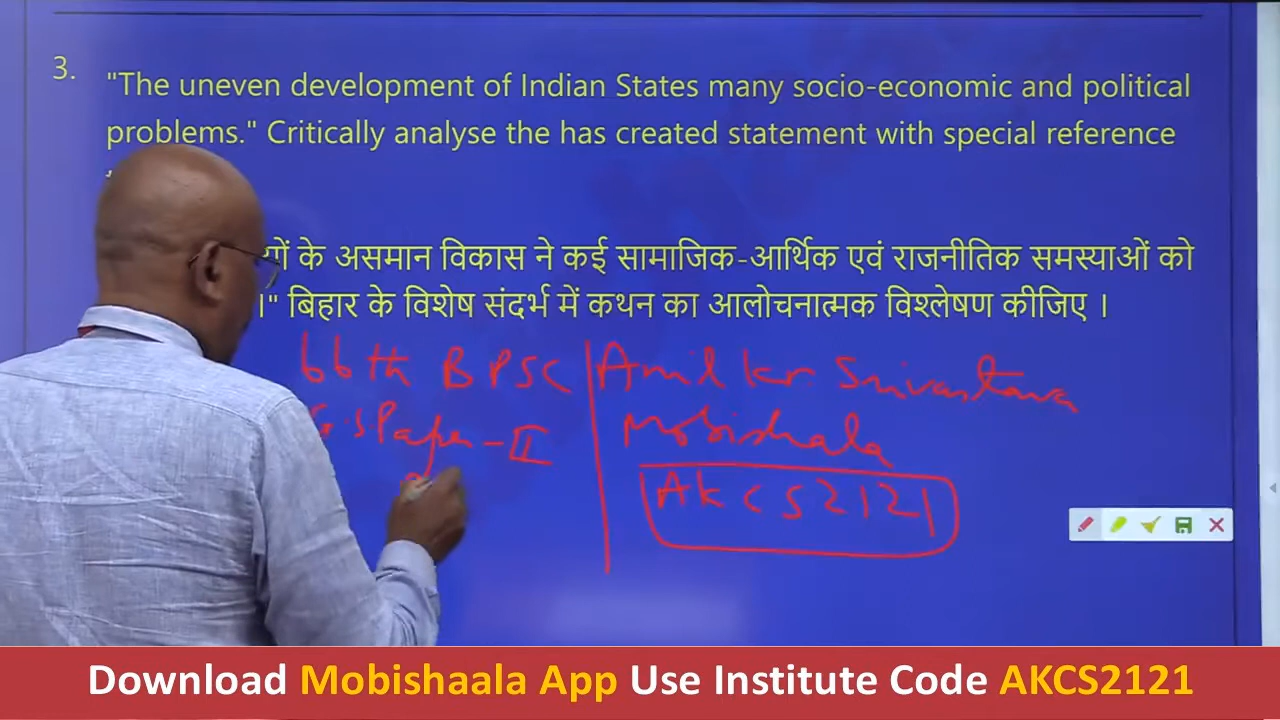 3.
"The uneven development of Indian States many socio-economic and political
problems." Critically analyse the has created statement with special reference
के असमान विकास ने कई सामाजिक-आर्थिक एवं राजनीतिक समस्याओं को
।" बिहार के विशेष संदर्भ में कथन का आलोचनात्मक विश्लेषण कीजिए ।
66th BPSC
G.S Paper-II
Anil kr. Srivastava
Mobishala
AKCS2121
Download Mobishaala App Use Institute Code AKCS2121